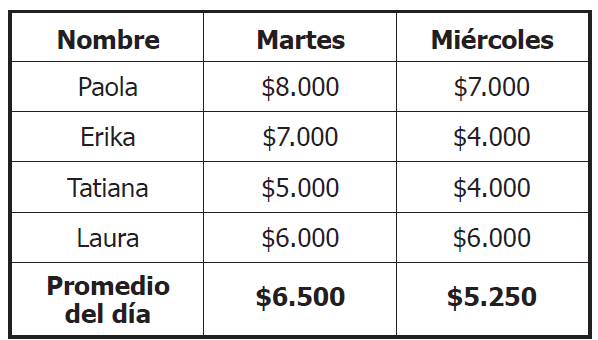 Nombre Martes Miércoles
Paola $8.000 $7.000
Erika $7.000 $4.000
Tatiana $5.000 $4.000
Laura $6.000 $6.000
Promedio
del día $6.500 $5.250